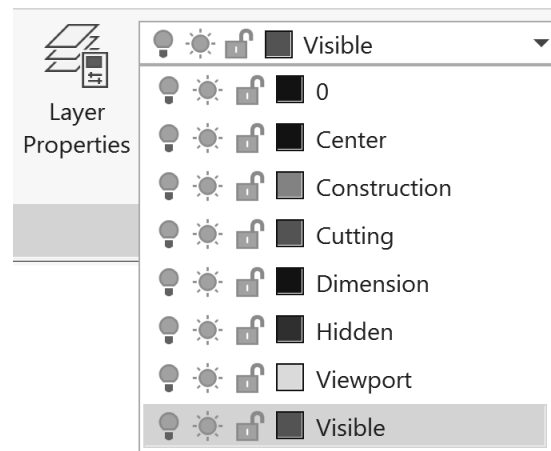 Layer
Properties
Visible
0
Center
Construction
Cutting
Dimension
Hidden
Viewport
Visible